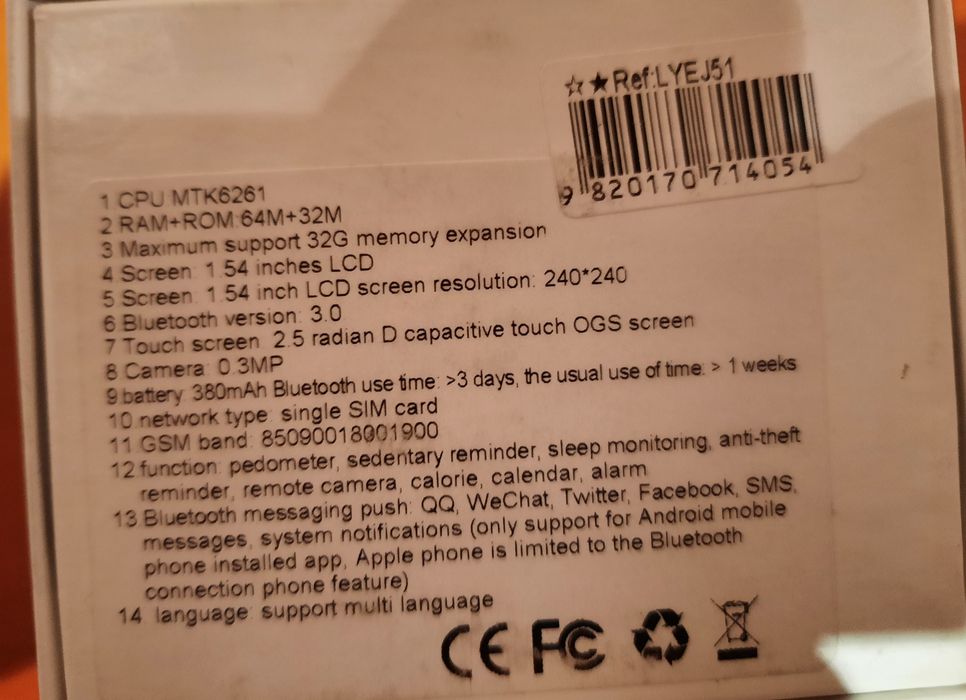 ☆★Ref:LYEJ51
9 820170 714054
1 CPU:MTK6261
2 RAM+ROM:64M+32M
3 Maximum support 32G memory expansion
4 Screen: 1.54 inches LCD
5 Screen: 1.54 inch LCD screen resolution: 240*240
6 Bluetooth version: 3.0
7 Touch screen: 2.5 radian D capacitive touch OGS screen
8 Camera: 0.3MP
9 battery: 380mAh Bluetooth use time: >3 days, the usual use of time: > 1 weeks
10 network type: single SIM card
11 GSM band: 85090018001900
12 function: pedometer, sedentary reminder, sleep monitoring, anti-theft
reminder, remote camera, calorie, calendar, alarm
13 Bluetooth messaging push: QQ, WeChat, Twitter, Facebook, SMS,
messages, system notifications (only support for Android mobile
phone installed app, Apple phone is limited to the Bluetooth
connection phone feature)
14 language: support multi language
CE FC